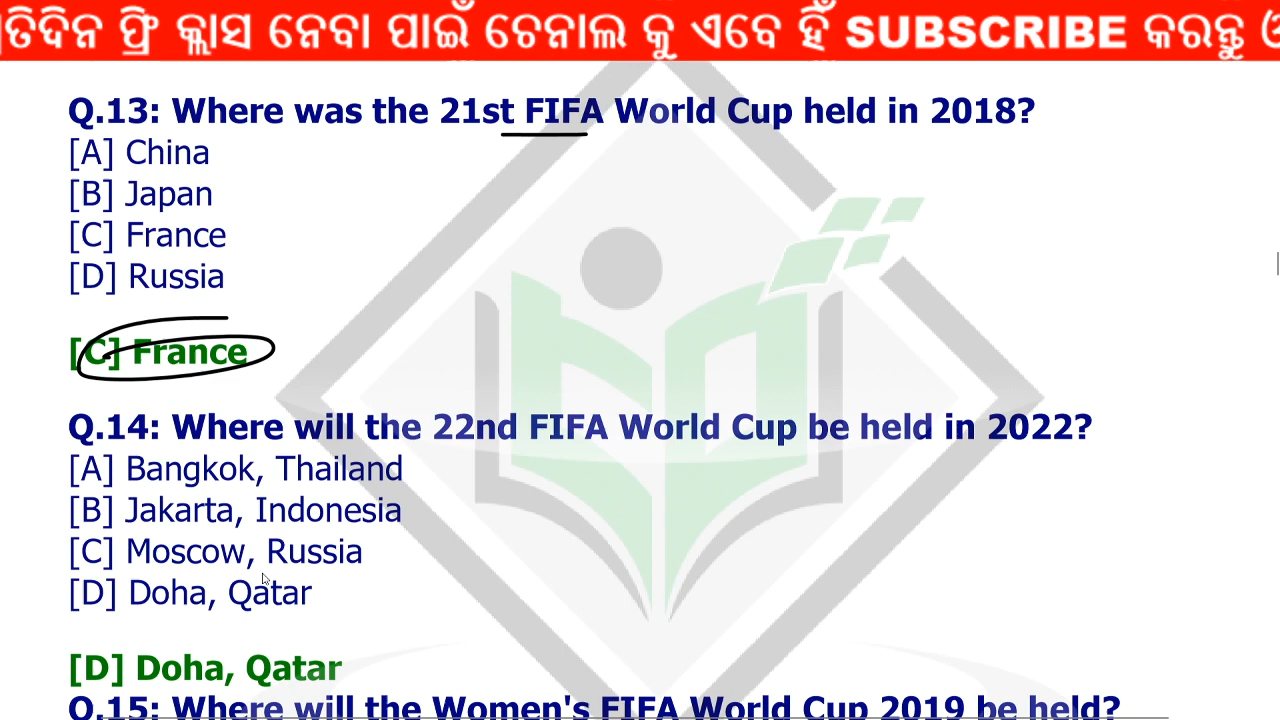 ପ୍ରତିଦିନ ଫ୍ରି କ୍ଲାସ ନେବା ପାଇଁ ଚେନାଲ କୁ ଏବେ ହିଁ SUBSCRIBE କରନ୍ତୁ
Q.13: Where was the 21st FIFA World Cup held in 2018?
[A] China
[B] Japan
[C] France
[D] Russia
[C] France
Q.14: Where will the 22nd FIFA World Cup be held in 2022?
[A] Bangkok, Thailand
[B] Jakarta, Indonesia
[C] Moscow, Russia
[D] Doha, Qatar
[D] Doha, Qatar
Q.15: Where will the Women's FIFA World Cup 2019 be held?